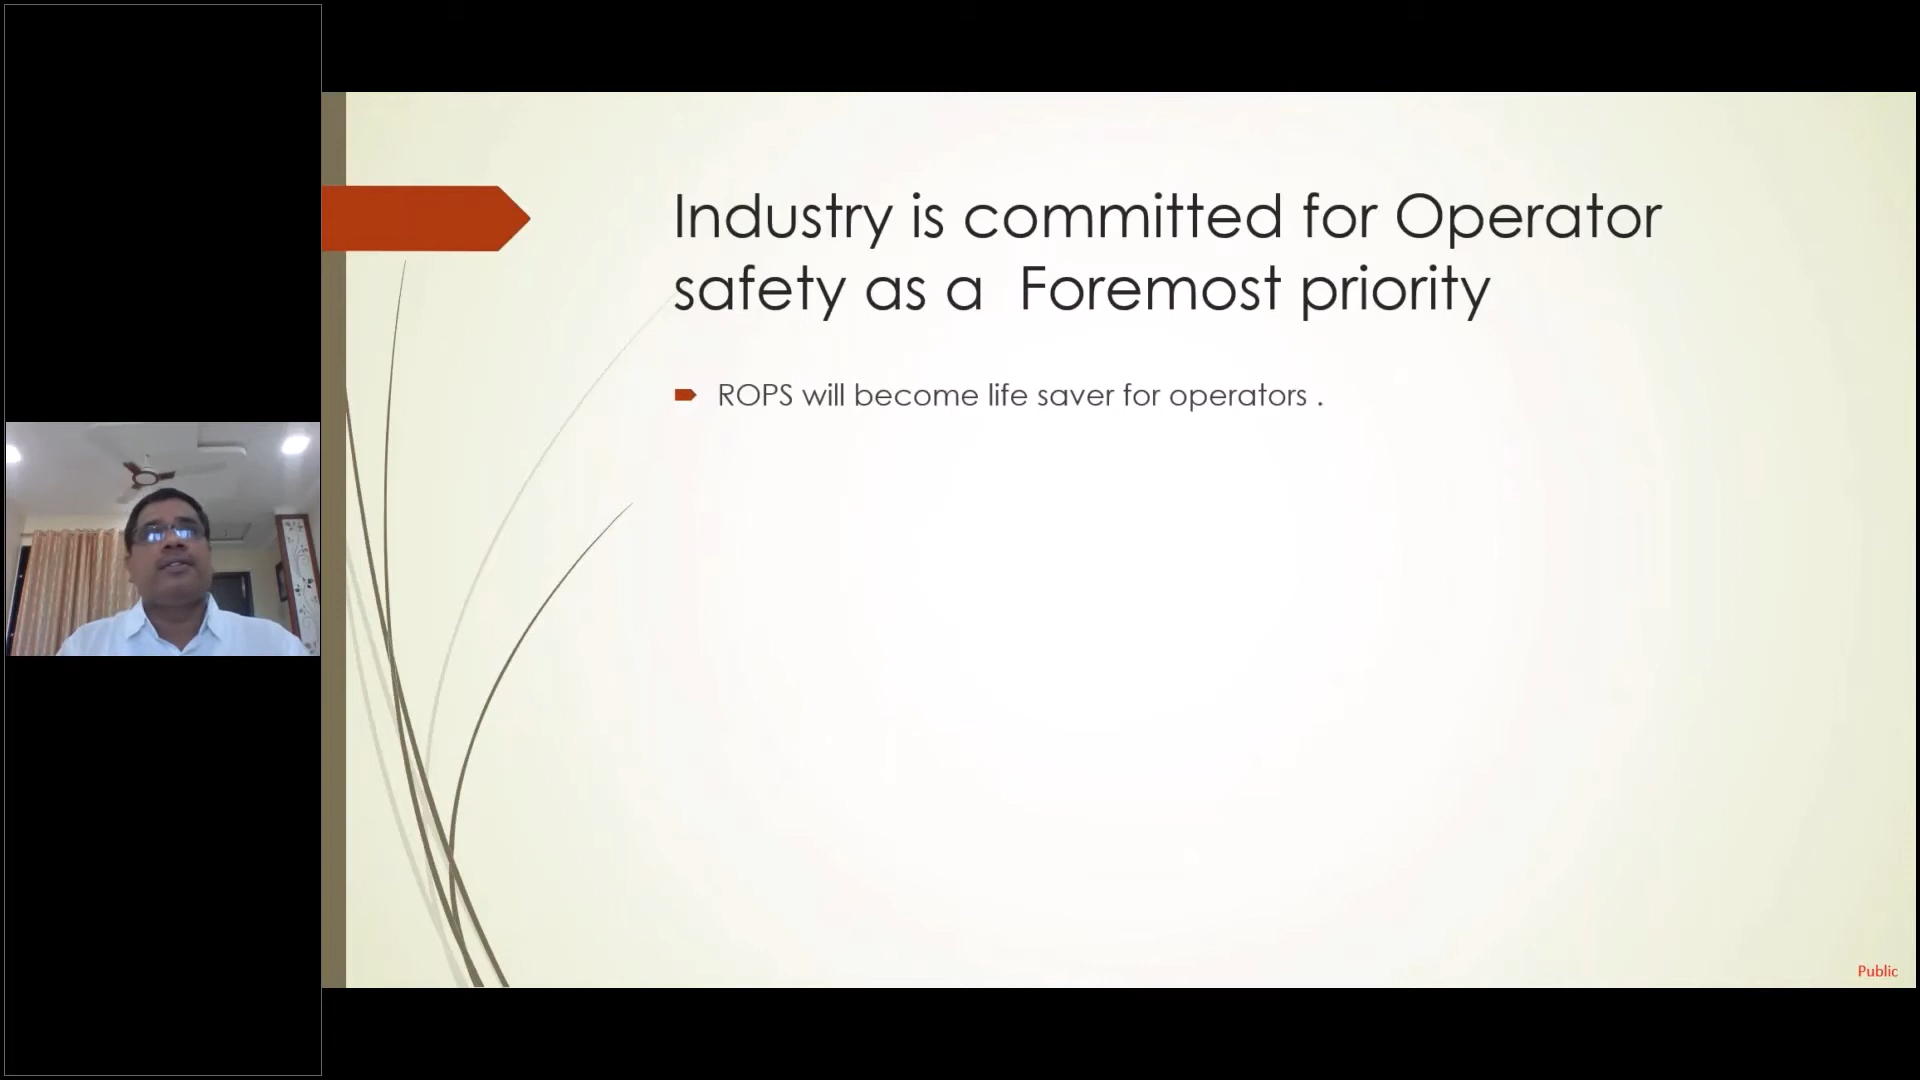 Industry is committed for Operator
safety as a  Foremost priority
ROPS will become life saver for operators .
Public